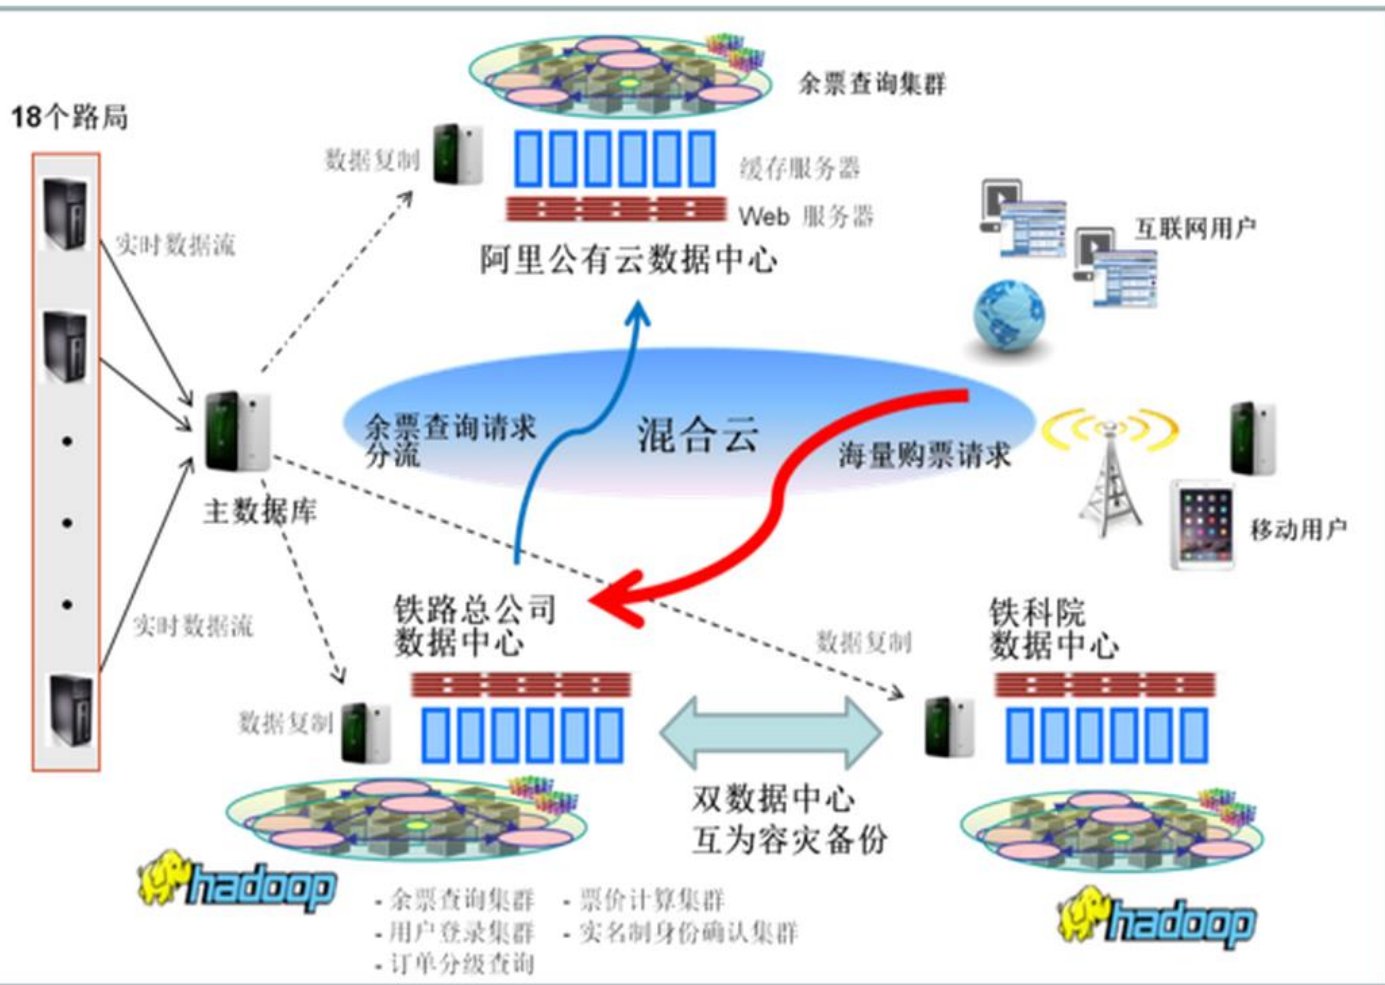 余票查询集群
18个路局
数据复制
缓存服务器
实时数据流
Web 服务器
互联网用户
阿里公有云数据中心
余票查询请求
分流
混合云
海量购票请求
主数据库
移动用户
铁路总公司
数据中心
铁科院
数据中心
实时数据流
数据复制
数据复制
双数据中心
互为容灾备份
hadoop
- 余票查询集群 - 票价计算集群
- 用户登录集群 - 实名制身份确认集群
- 订单分级查询
hadoop